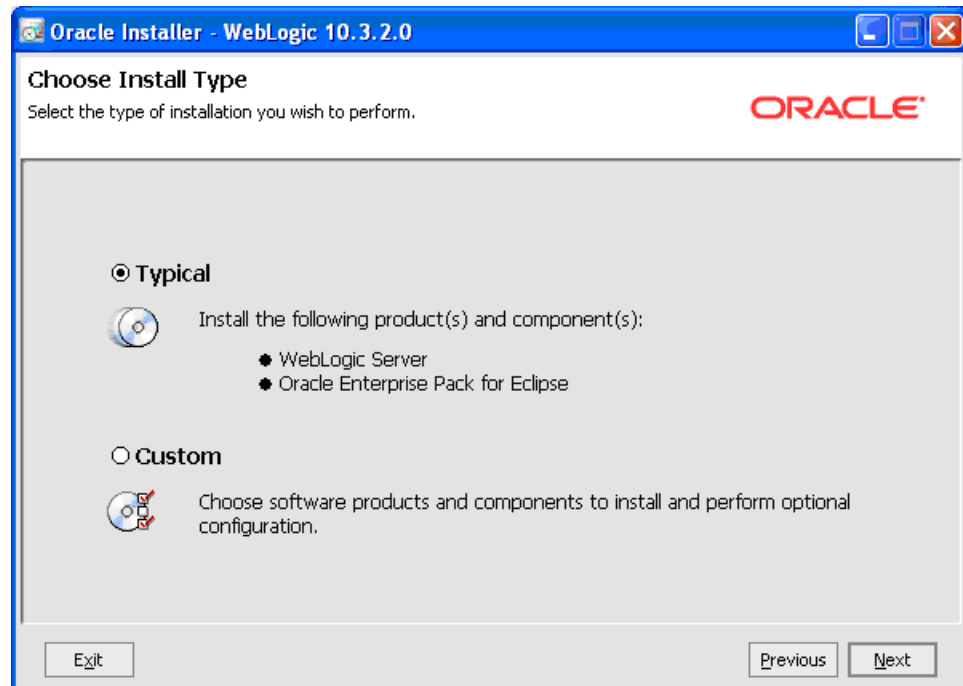 Oracle Installer - WebLogic 10.3.2.0
Choose Install Type
Select the type of installation you wish to perform.
ORACLE
Typical
Install the following product(s) and component(s):
● WebLogic Server
● Oracle Enterprise Pack for Eclipse
Custom
Choose software products and components to install and perform optional
configuration.
Exit
Previous
Next